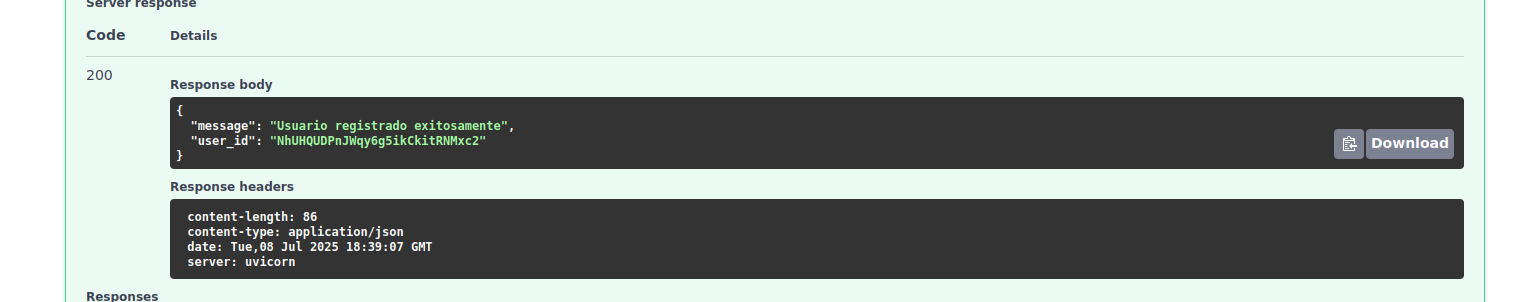 Server response
Code Details
200
Response body
{
"message": "Usuario registrado exitosamente",
"user_id": "NhUHQUDPnJWqy6g5ikCkitRNMxc2"
}
Download
Response headers
content-length: 86
content-type: application/json
date: Tue,08 Jul 2025 18:39:07 GMT
server: uvicorn
Responses